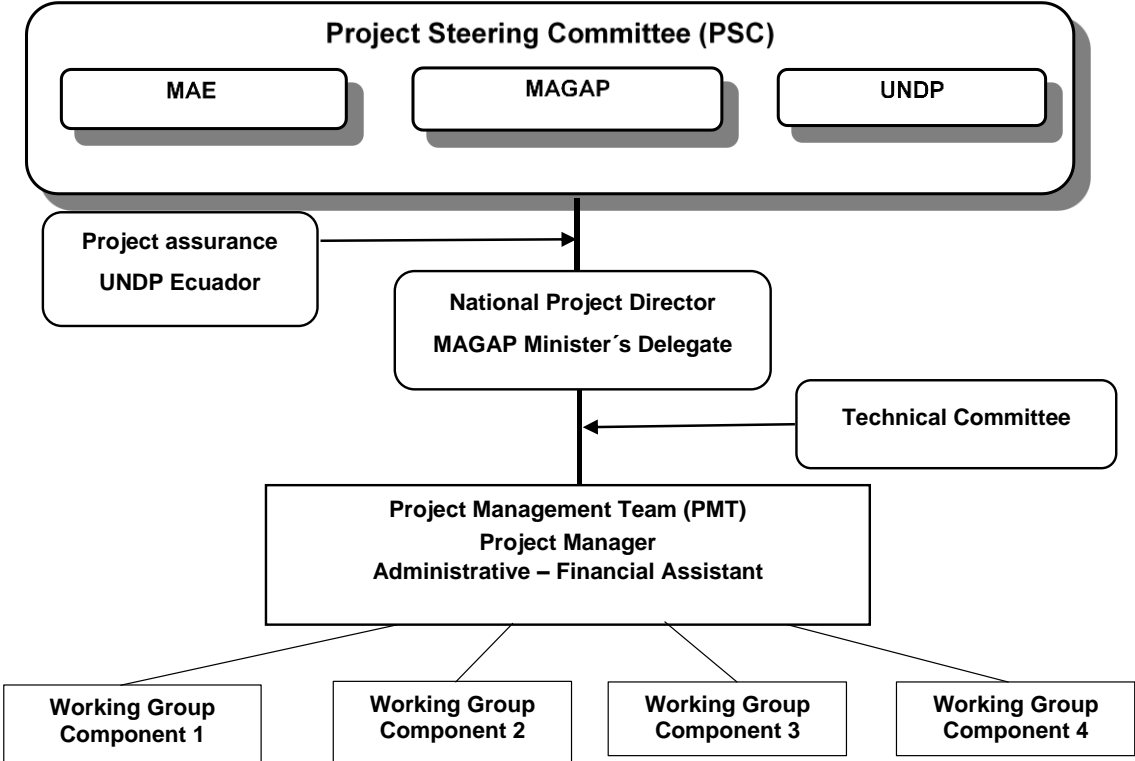 Project Steering Committee (PSC)
MAE
MAGAP
UNDP
Project assurance
UNDP Ecuador
National Project Director
MAGAP Minister´s Delegate
Technical Committee
Project Management Team (PMT)
Project Manager
Administrative – Financial Assistant
Working Group
Component 1
Working Group
Component 2
Working Group
Component 3
Working Group
Component 4